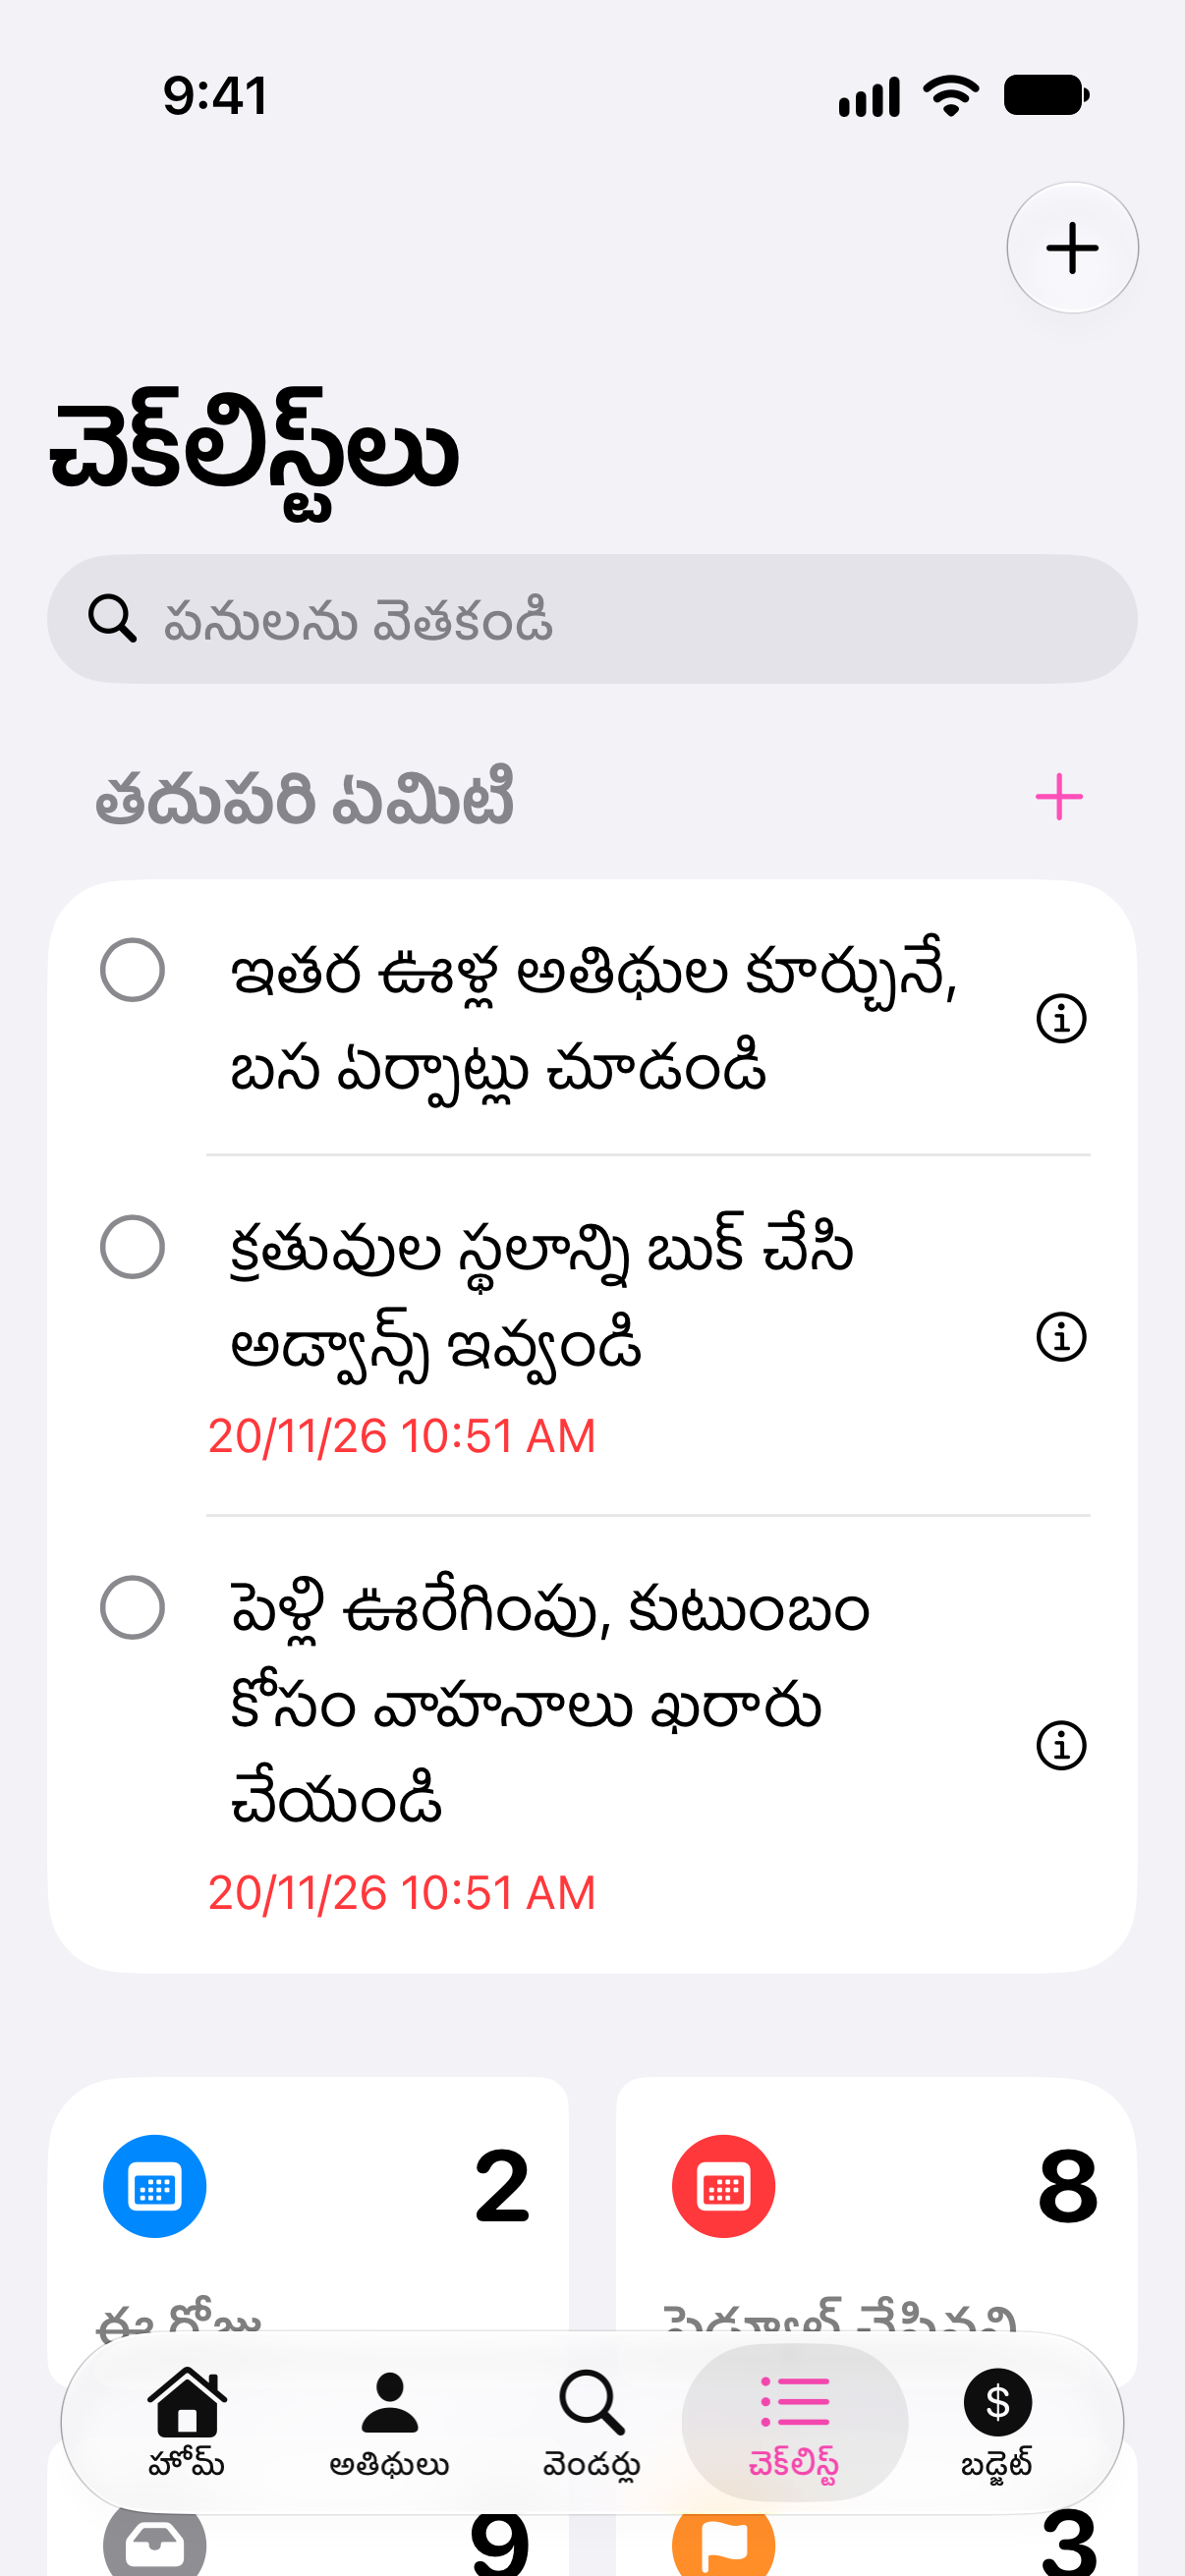 9:41
చెక్‌లిస్ట్‌లు
పనులను వెతకండి
తదుపరి ఏమిటి
ఇతర ఊళ్ల అతిథుల కూర్చునే,
బస ఏర్పాట్లు చూడండి
క్రతువుల స్థలాన్ని బుక్ చేసి
అడ్వాన్స్ ఇవ్వండి
20/11/26 10:51 AM
పెళ్లి ఊరేగింపు, కుటుంబం
కోసం వాహనాలు ఖరారు
చేయండి
20/11/26 10:51 AM
2
8
ఈ రోజు
షెడ్యూల్ చేసినవి
హోమ్
అతిథులు
వెండర్లు
చెక్‌లిస్ట్
బడ్జెట్
9
3